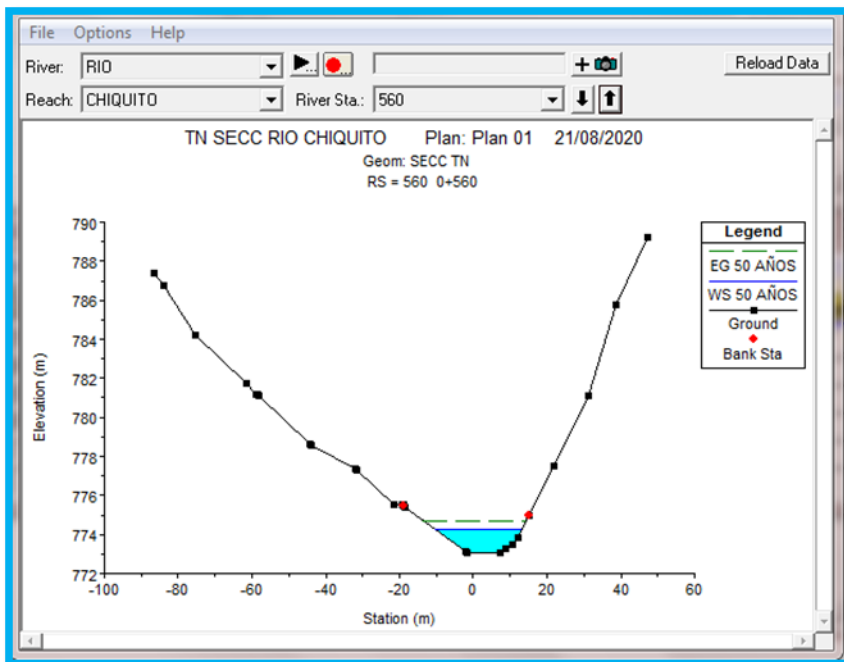 File Options Help
River: RIO
Reload Data
Reach: CHIQUITO River Sta.: 560
TN SECC RIO CHIQUITO Plan: Plan 01 21/08/2020
Geom: SECC TN
RS = 560 0+560
Legend
EG 50 AÑOS
WS 50 AÑOS
Ground
Bank Sta
Elevation (m)
790
788
786
784
782
780
778
776
774
772
-100 -80 -60 -40 -20 0 20 40 60
Station (m)